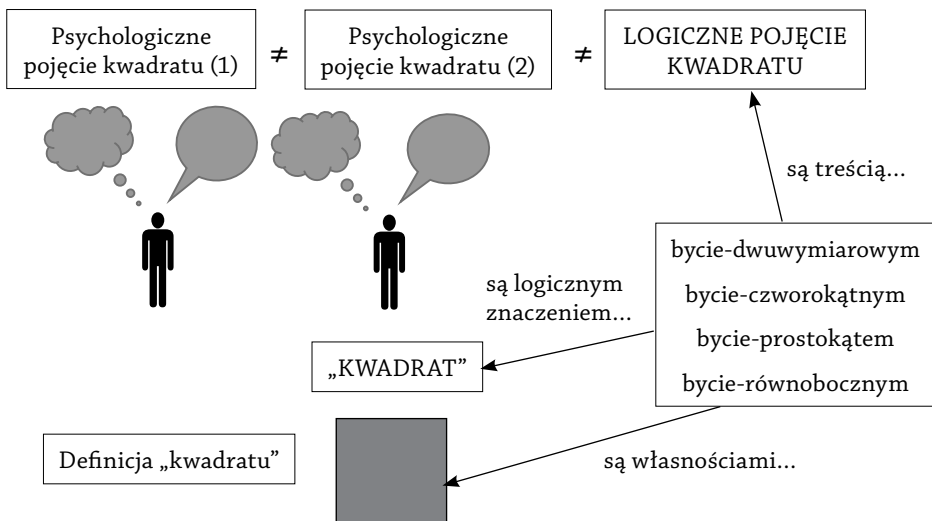 Psychologiczne
pojęcie kwadratu (1)
≠
Psychologiczne
pojęcie kwadratu (2)
≠
LOGICZNE POJĘCIE
KWADRATU
są treścią...
bycie-dwuwymiarowym
bycie-czworokątnym
bycie-prostokątem
bycie-równobocznym
są logicznym
znaczeniem...
„KWADRAT”
Definicja „kwadratu”
są własnościami...